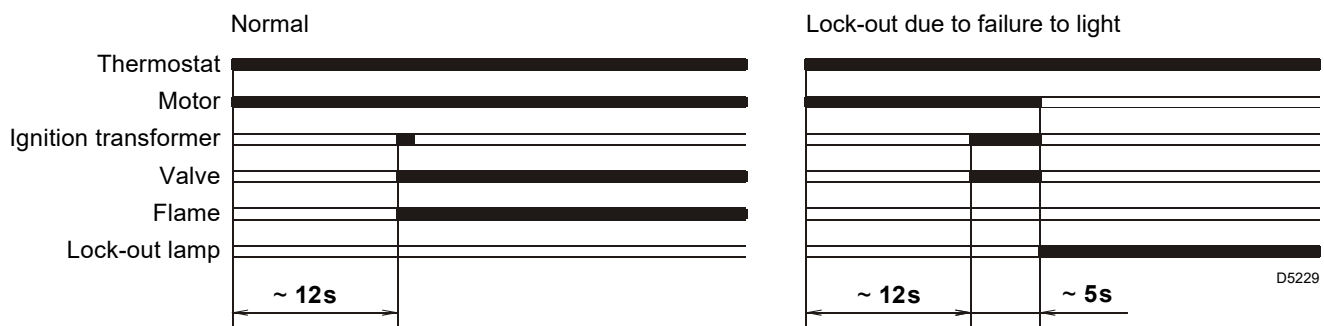 Normal
Lock-out due to failure to light
Thermostat
Motor
Ignition transformer
Valve
Flame
Lock-out lamp
D5229
~ 12s
~ 12s
~ 5s